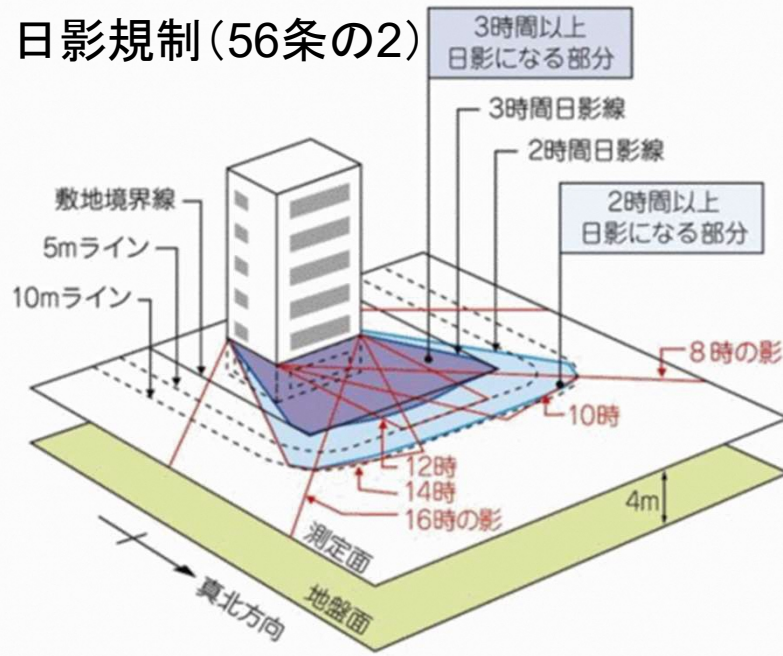 日影規制（56条の2）
3時間以上
日影になる部分
3時間日影線
2時間日影線
2時間以上
日影になる部分
敷地境界線
5mライン
10mライン
8時の影
10時
12時
14時
16時の影
4m
測定面
地盤面
真北方向